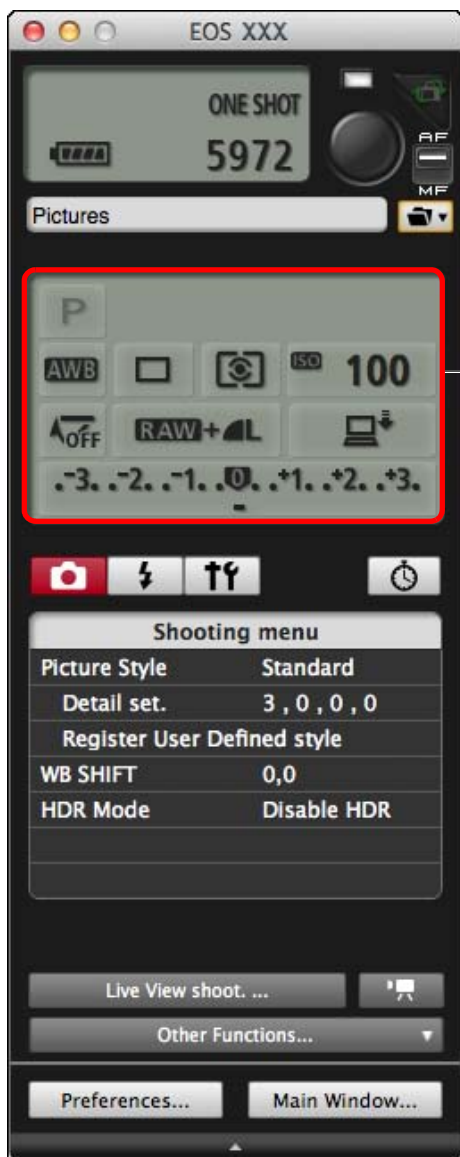 EOS XXX
ONE SHOT
5972
AF
MF
Pictures
P
AWB ISO 100
OFF RAW+L
.-3. .-2. .-1. .0. .+1. .+2. .+3.
Shooting menu
Picture Style Standard
Detail set. 3 , 0 , 0 , 0
Register User Defined style
WB SHIFT 0,0
HDR Mode Disable HDR
Live View shoot. ...
Other Functions...
Preferences... Main Window...